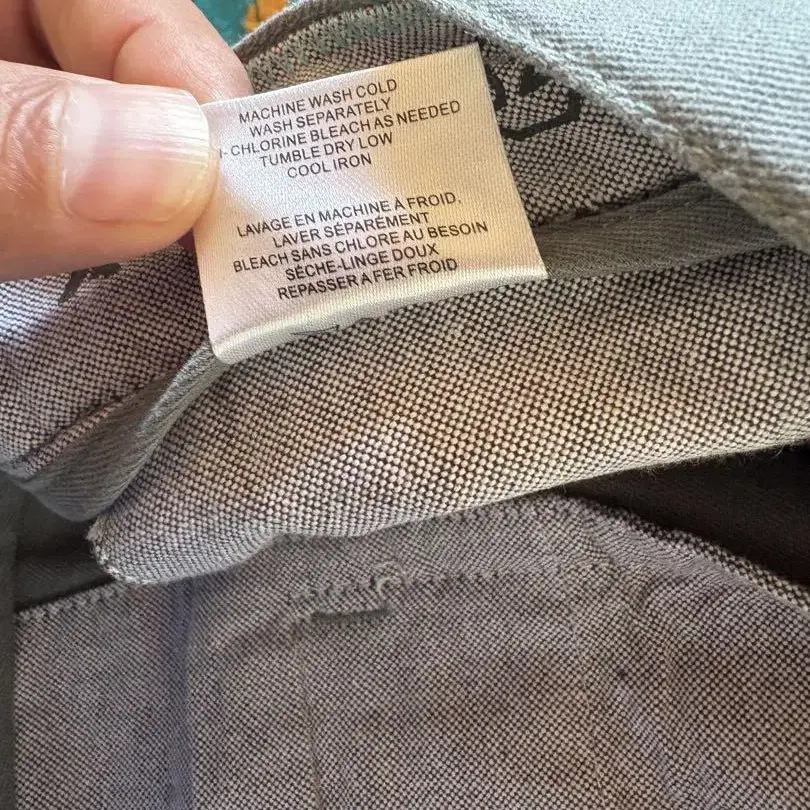 MACHINE WASH COLD
WASH SEPARATELY
-CHLORINE BLEACH AS NEEDED
TUMBLE DRY LOW
COOL IRON
LAVAGE EN MACHINE À FROID.
LAVER SÉPARÉMENT
BLEACH SANS CHLORE AU BESOIN
SÈCHE-LINGE DOUX
REPASSER A FER FROID